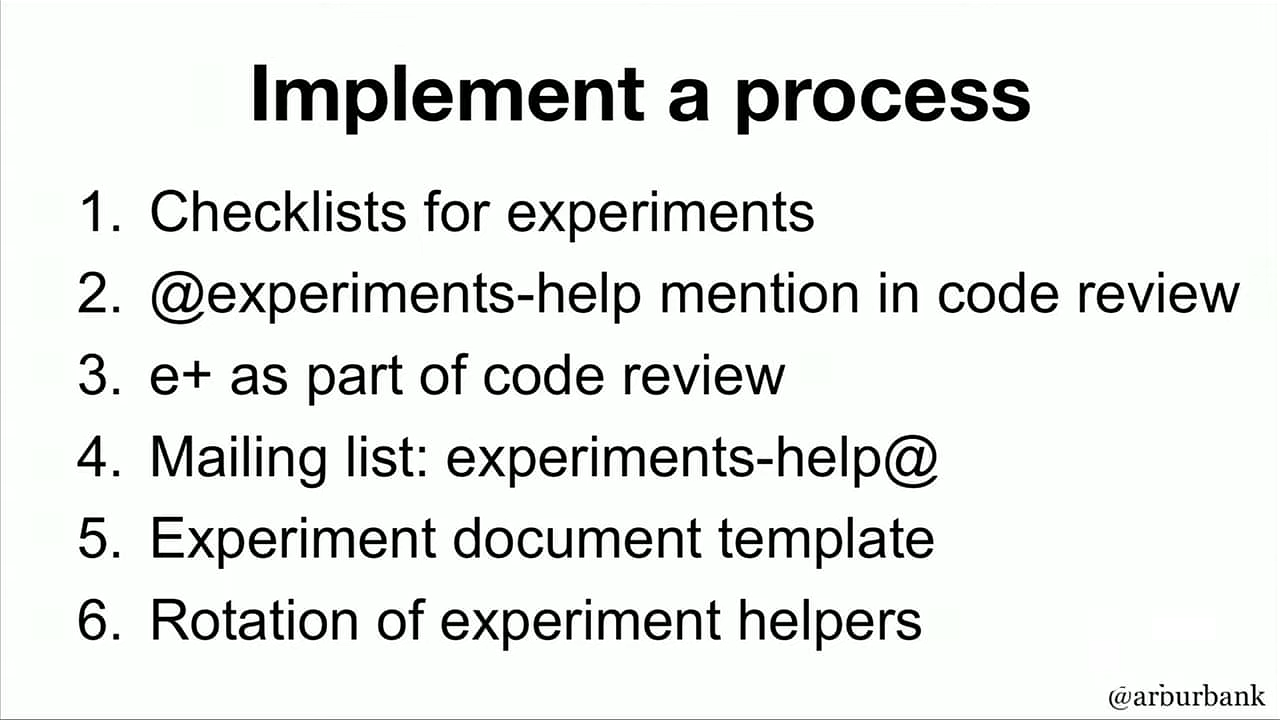 Implement a process
1. Checklists for experiments
2. @experiments-help mention in code review
3. e+ as part of code review
4. Mailing list: experiments-help@
5. Experiment document template
6. Rotation of experiment helpers
@arburbank